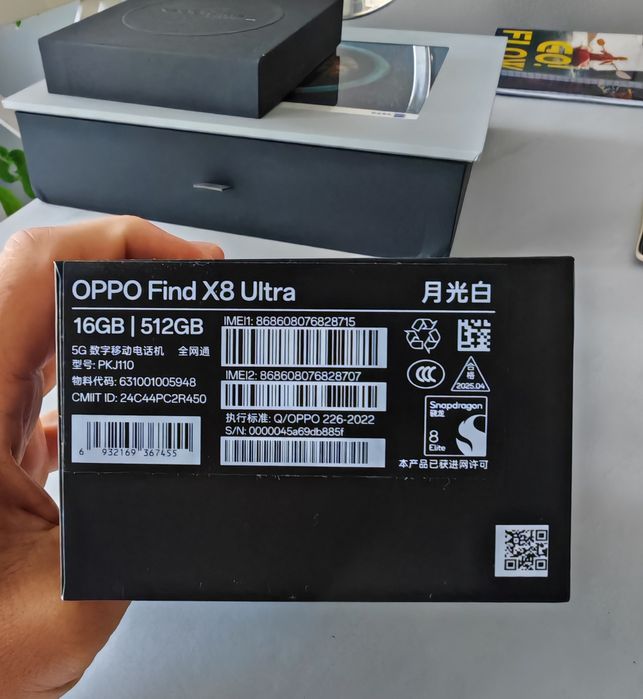 GO!
FLOW
OPPO Find X8 Ultra
月光白
16GB | 512GB
5G 数字移动电话机 全网通
型号: PKJ110
物料代码: 631001005948
CMIIT ID: 24C44PC2R450
6 932169 367455
IMEI1: 868608076828715
IMEI2: 868608076828707
执行标准: Q/OPPO 226-2022
S/N: 0000045a69db885f
CCC
合格
2025.04
Snapdragon
骁龙
8
Elite
本产品已获进网许可